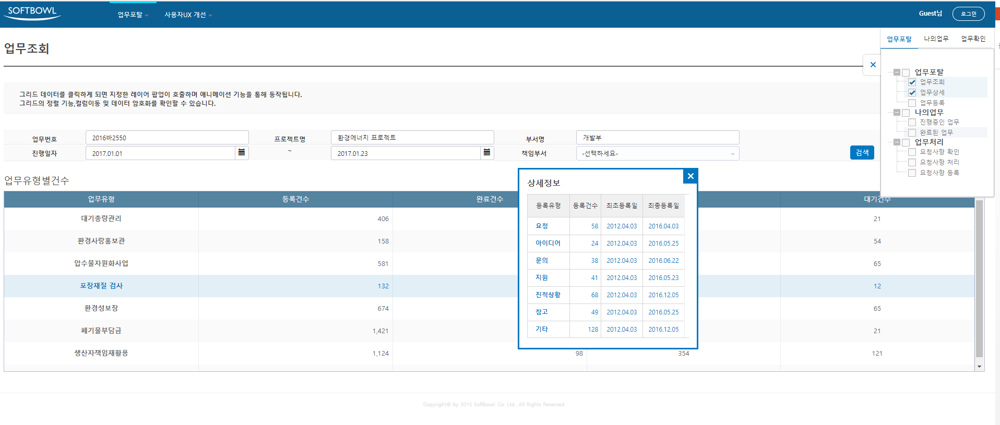 SOFTBOWL
업무포탈 사용자UX 개선
Guest님 로그인
업무포탈 나의업무 업무확인
업무조회
업무포탈
업무조회
업무상세
업무등록
나의업무
진행중인 업무
완료된 업무
업무처리
요청사항 확인
요청사항 처리
요청사항 등록
그리드 데이터를 클릭하게 되면 지정한 레이어 팝업이 호출하며 애니메이션 기능을 통해 동작됩니다.
그리드의 정렬 기능,컬럼이동 및 데이터 암호화를 확인할 수 있습니다.
업무번호 2016바2550 프로젝트명 환경에너지 프로젝트 부서명 개발부
진행일자 2017.01.01 ~ 2017.01.23 책임부서 -선택하세요- 검색
업무유형별건수
업무유형 등록건수 완료건수 대기건수
대기총량관리 406 21
환경사랑홍보관 158 54
압수물자원화사업 581 65
포장재질 검사 132 12
환경성보장 674 65
폐기물부담금 1,421 21
생산자책임재활용 1,124 98 354 121
상세정보
등록유형 등록건수 최초등록일 최종등록일
요청 58 2012.04.03 2016.04.03
아이디어 24 2012.04.03 2016.05.25
문의 38 2012.04.03 2016.06.22
지원 41 2012.04.03 2016.05.23
진척상황 68 2012.04.03 2016.12.05
참고 49 2012.04.03 2016.05.25
기타 128 2012.04.03 2016.12.05
Copyright© by 2015 Softbowl. Co. Ltd., All Rights Reserved.